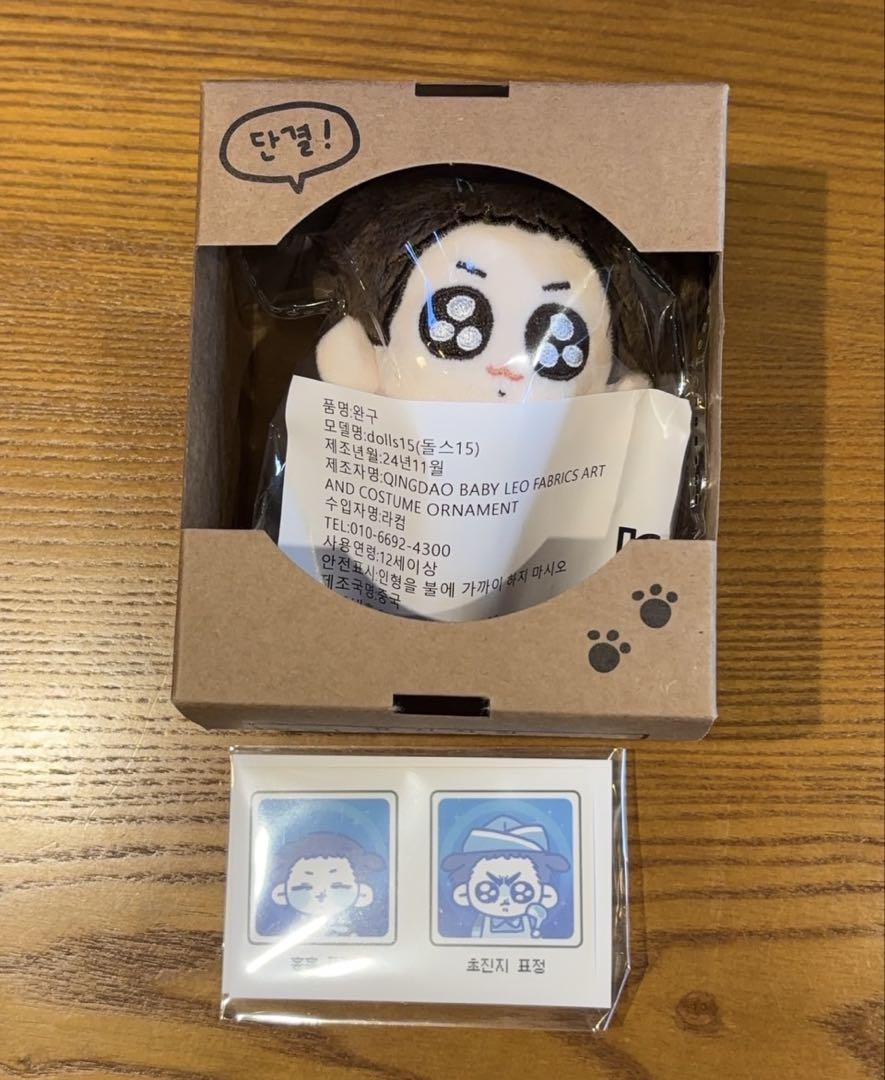 단결!
품명:완구
모델명:dolls15(돌스15)
제조년월:24년11월
제조자명:QINGDAO BABY LEO FABRICS ART
AND COSTUME ORNAMENT
수입자명:라컴
TEL:010-6692-4300
사용연령:12세이상
안전표시:인형을 불에 가까이 하지 마시오
제조국명:중국
초진지 표정